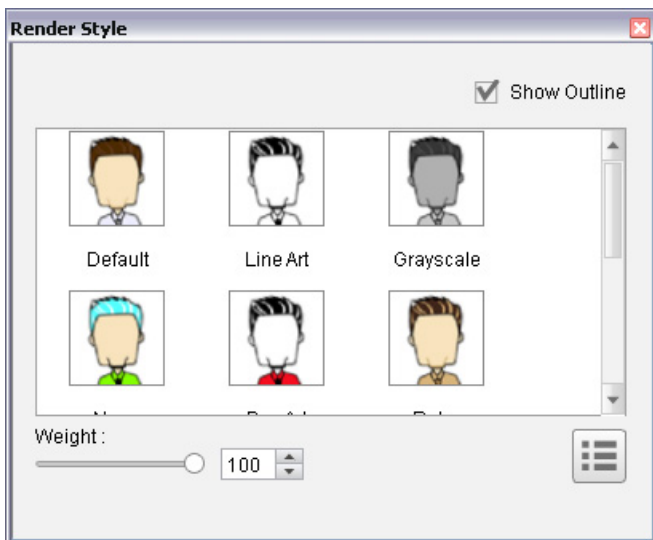 Render Style
Show Outline
Default Line Art Grayscale
Weight :
100